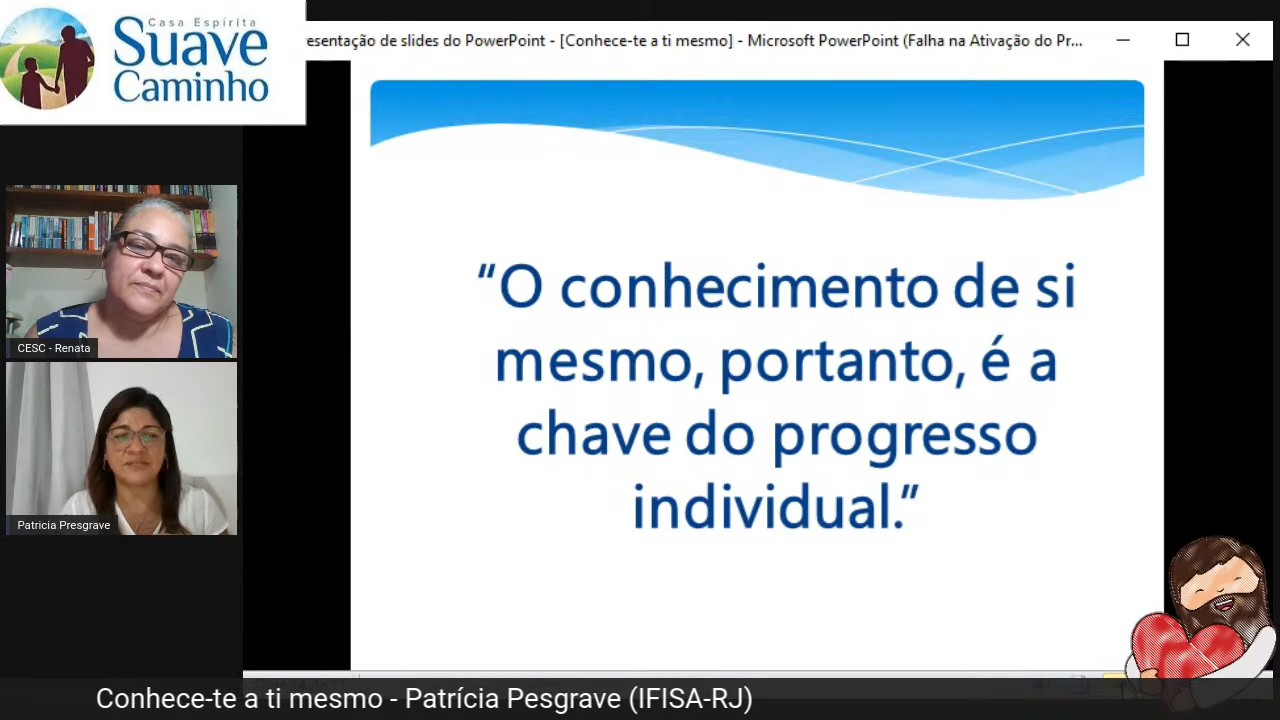 Casa Espírita
Suave
Caminho
resentação de slides do PowerPoint - [Conhece-te a ti mesmo] - Microsoft PowerPoint (Falha na Ativação do Pr...
“O conhecimento de si
mesmo, portanto, é a
chave do progresso
individual.”
CESC - Renata
Patricia Presgrave
Conhece-te a ti mesmo - Patrícia Pesgrave (IFISA-RJ)